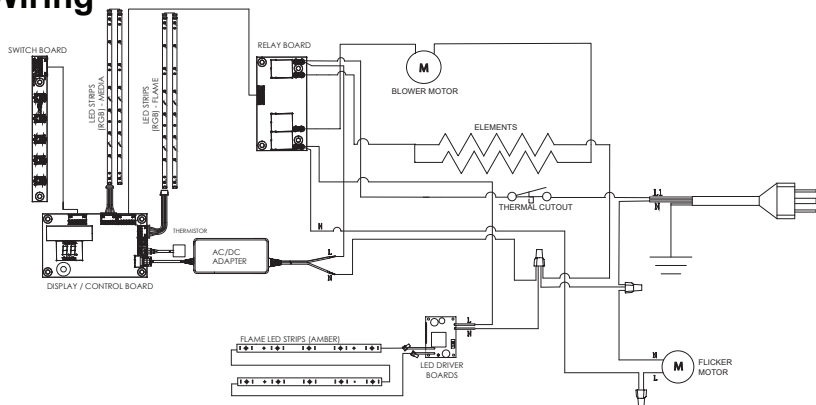 wiring
SWITCH BOARD
LED STRIPS
(RGB) - MEDIA
LED STRIPS
(RGB) - FLAME
RELAY BOARD
M
BLOWER MOTOR
ELEMENTS
THERMAL CUTOUT
L1
N
N
THERMISTOR
AC/DC
ADAPTER
L
N
DISPLAY / CONTROL BOARD
FLAME LED STRIPS (AMBER)
L
N
LED DRIVER
BOARDS
N
L
M
FLICKER
MOTOR